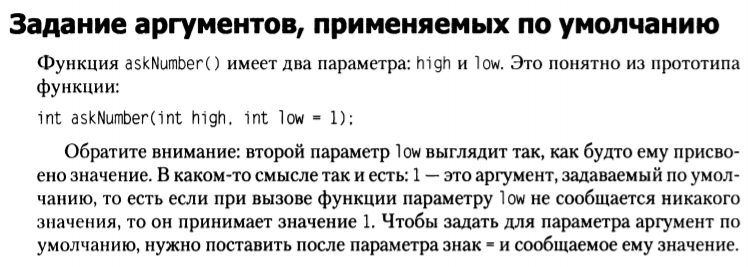 Задание аргументов, применяемых по умолчанию
Функция askNumber() имеет два параметра: high и low. Это понятно из прототипа
функции:
int askNumber(int high, int low = 1);
Обратите внимание: второй параметр low выглядит так, как будто ему присво-
ено значение. В каком-то смысле так и есть: 1 — это аргумент, задаваемый по умол-
чанию, то есть если при вызове функции параметру low не сообщается никакого
значения, то он принимает значение 1. Чтобы задать для параметра аргумент по
умолчанию, нужно поставить после параметра знак = и сообщаемое ему значение.